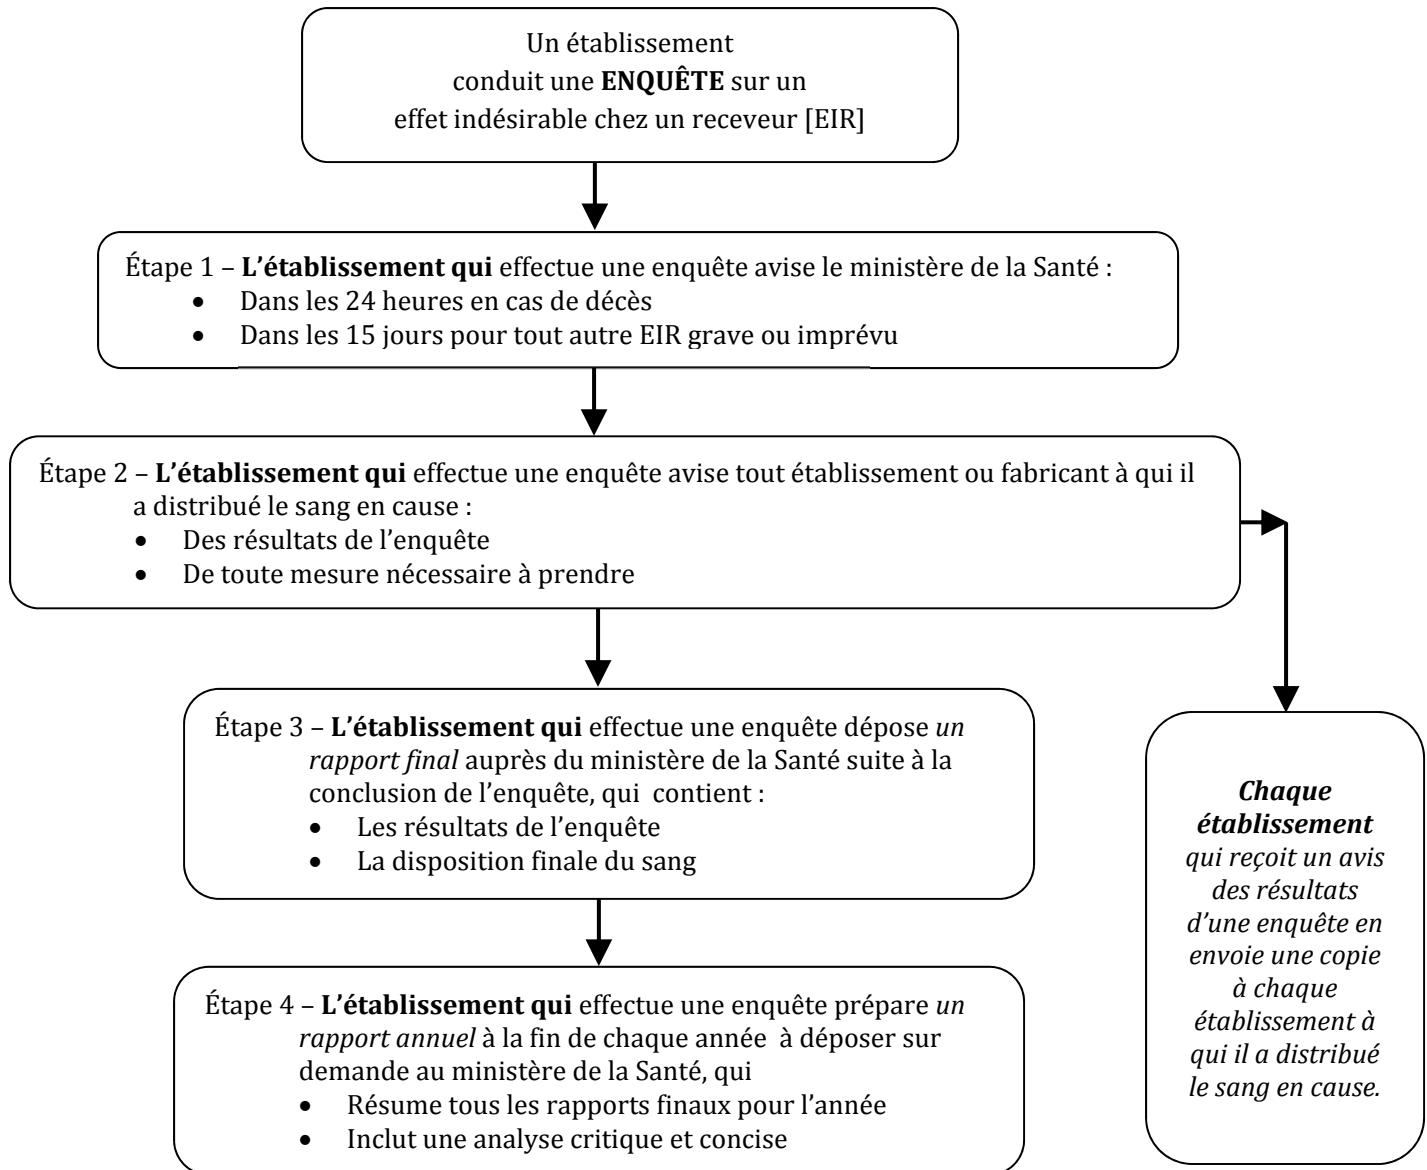 Un établissement
conduit une ENQUÊTE sur un
effet indésirable chez un receveur [EIR]
Étape 1 – L'établissement qui effectue une enquête avise le ministère de la Santé :
• Dans les 24 heures en cas de décès
• Dans les 15 jours pour tout autre EIR grave ou imprévu
Étape 2 – L'établissement qui effectue une enquête avise tout établissement ou fabricant à qui il
a distribué le sang en cause :
• Des résultats de l'enquête
• De toute mesure nécessaire à prendre
Étape 3 – L'établissement qui effectue une enquête dépose un
rapport final auprès du ministère de la Santé suite à la
conclusion de l'enquête, qui contient :
• Les résultats de l'enquête
• La disposition finale du sang
Étape 4 – L'établissement qui effectue une enquête prépare un
rapport annuel à la fin de chaque année à déposer sur
demande au ministère de la Santé, qui
• Résume tous les rapports finaux pour l'année
• Inclut une analyse critique et concise
Chaque
établissement
qui reçoit un avis
des résultats
d'une enquête en
envoie une copie
à chaque
établissement à
qui il a distribué
le sang en cause.